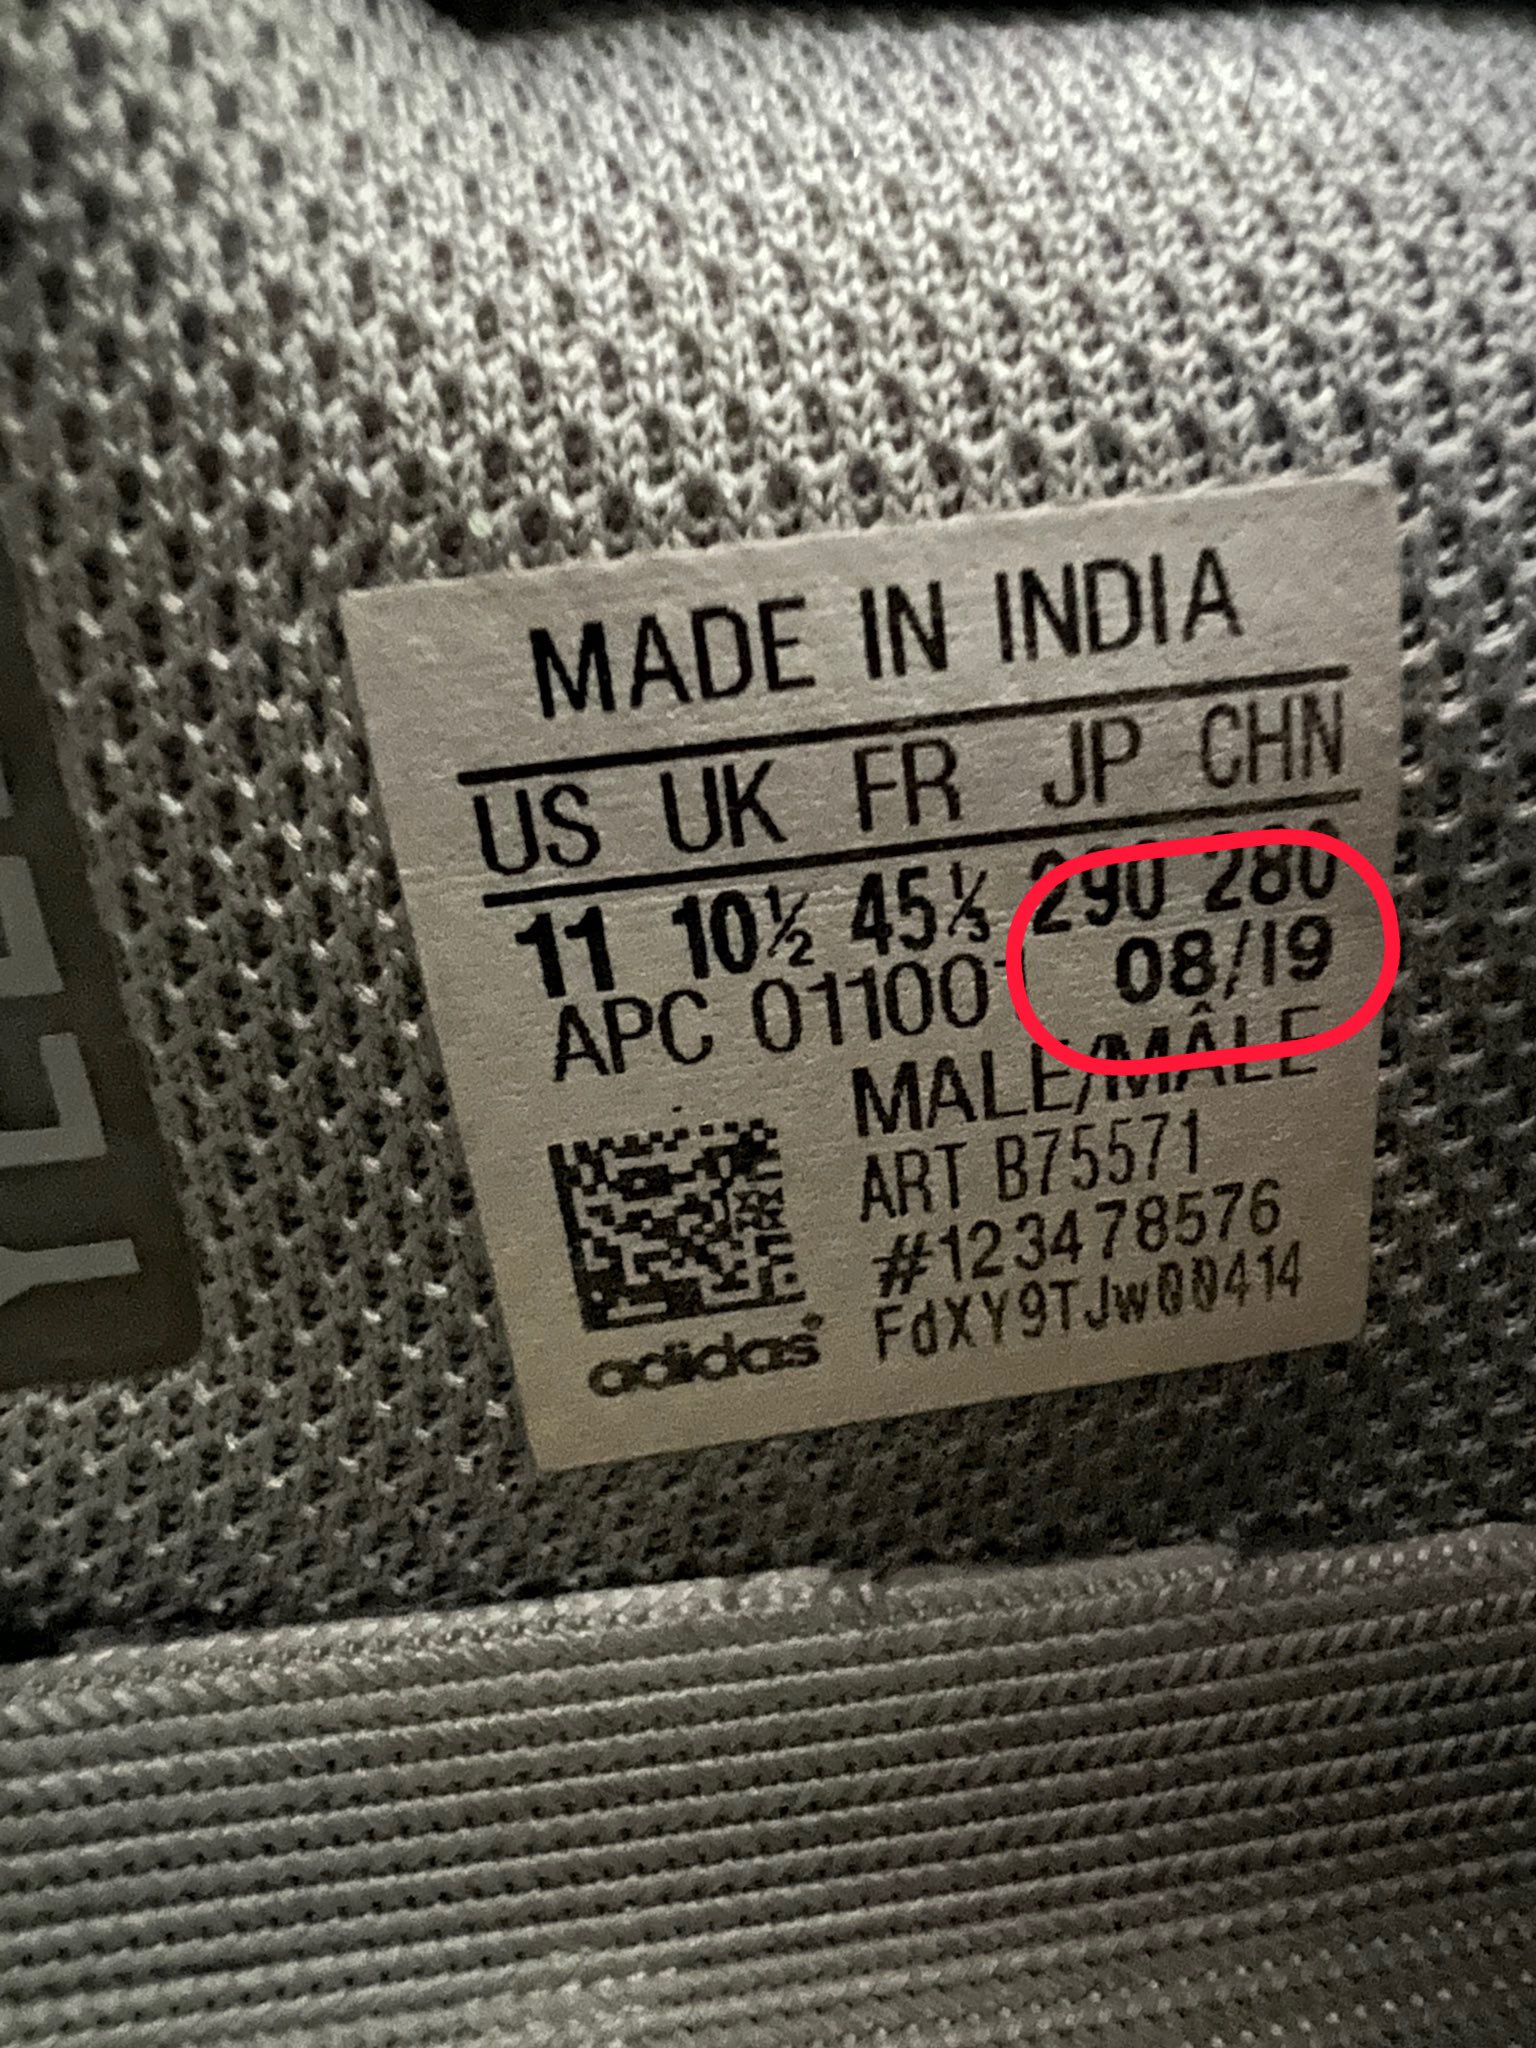 MADE IN INDIA
US UK FR JP CHN
11 10½ 45⅓ 290 280
APC 011001 08/19
MALE/MÂLE
ART B75571
#123478576
FdXY9TJw00414
adidas®